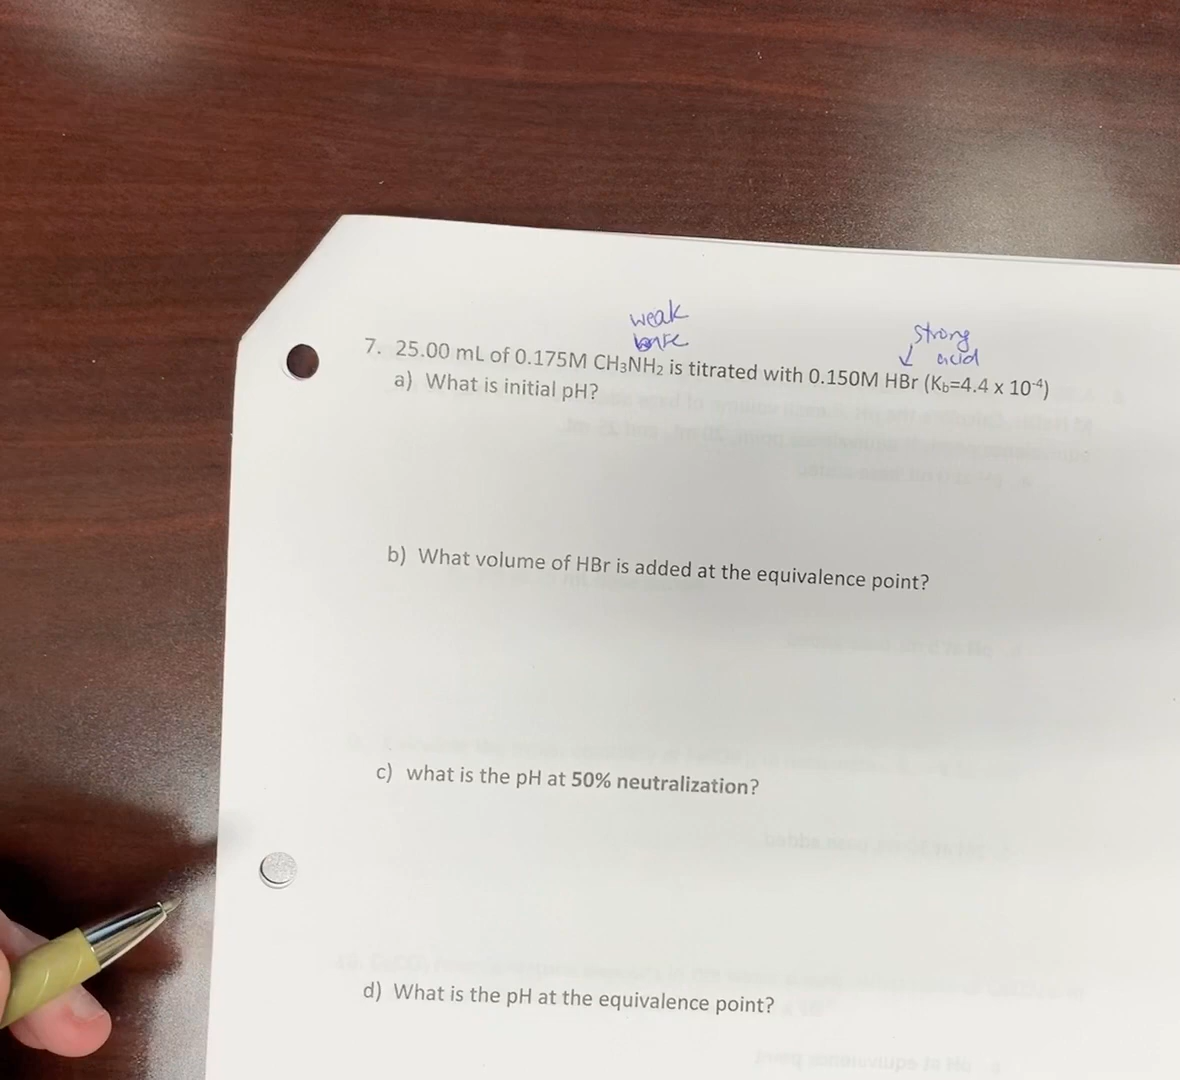 weak
base
strong
↓ acid
7. 25.00 mL of 0.175M CH₃NH₂ is titrated with 0.150M HBr (K_b=4.4 x 10⁻⁴)
a) What is initial pH?
b) What volume of HBr is added at the equivalence point?
c) what is the pH at 50% neutralization?
d) What is the pH at the equivalence point?